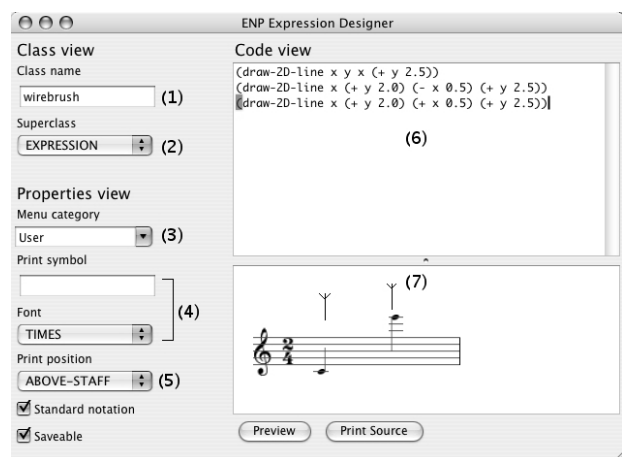 ENP Expression Designer
Class view
Class name
wirebrush (1)
Superclass
EXPRESSION (2)
Properties view
Menu category
User (3)
Print symbol
(4)
Font
TIMES
Print position
ABOVE-STAFF (5)
Standard notation
Saveable
Code view
(draw-2D-line x y x (+ y 2.5))
(draw-2D-line x (+ y 2.0) (- x 0.5) (+ y 2.5))
(draw-2D-line x (+ y 2.0) (+ x 0.5) (+ y 2.5))
(6)
(7)
2
4
Preview Print Source